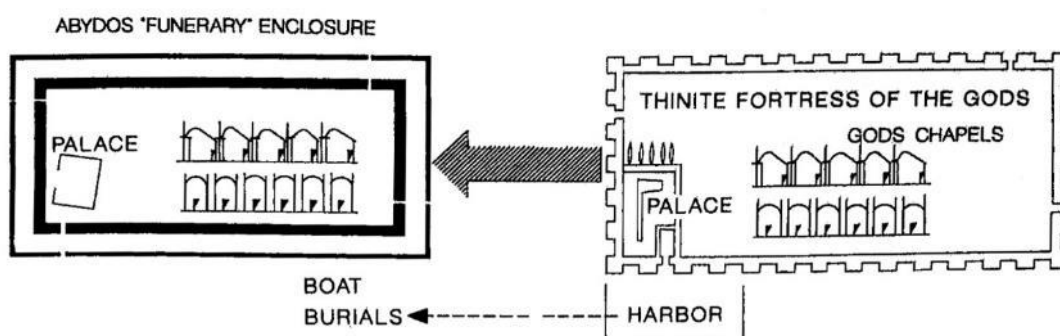 ABYDOS "FUNERARY" ENCLOSURE
PALACE
THINITE FORTRESS OF THE GODS
GODS CHAPELS
PALACE
BOAT
BURIALS
HARBOR